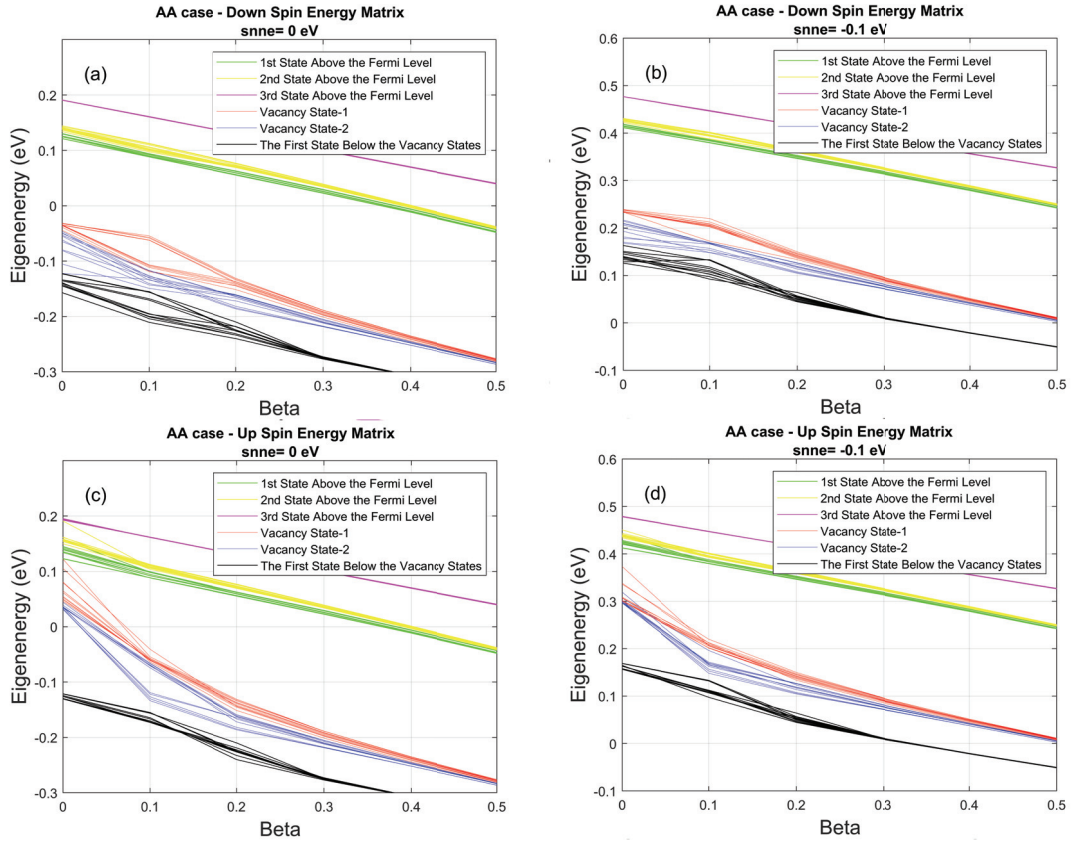 AA case - Down Spin Energy Matrix
snne= 0 eV
(a)
1st State Above the Fermi Level
2nd State Above the Fermi Level
3rd State Above the Fermi Level
Vacancy State-1
Vacancy State-2
The First State Below the Vacancy States
Eigenenergy (eV)
0.2
0.1
0
-0.1
-0.2
-0.3
0
0.1
0.2
0.3
0.4
0.5
Beta
AA case - Down Spin Energy Matrix
snne= -0.1 eV
(b)
1st State Above the Fermi Level
2nd State Above the Fermi Level
3rd State Above the Fermi Level
Vacancy State-1
Vacancy State-2
The First State Below the Vacancy States
Eigenenergy (eV)
0.6
0.5
0.4
0.3
0.2
0.1
0
-0.1
0
0.1
0.2
0.3
0.4
0.5
Beta
AA case - Up Spin Energy Matrix
snne= 0 eV
(c)
1st State Above the Fermi Level
2nd State Above the Fermi Level
3rd State Above the Fermi Level
Vacancy State-1
Vacancy State-2
The First State Below the Vacancy States
Eigenenergy (eV)
0.2
0.1
0
-0.1
-0.2
-0.3
0
0.1
0.2
0.3
0.4
0.5
Beta
AA case - Up Spin Energy Matrix
snne= -0.1 eV
(d)
1st State Above the Fermi Level
2nd State Above the Fermi Level
3rd State Above the Fermi Level
Vacancy State-1
Vacancy State-2
The First State Below the Vacancy States
Eigenenergy (eV)
0.6
0.5
0.4
0.3
0.2
0.1
0
-0.1
0
0.1
0.2
0.3
0.4
0.5
Beta